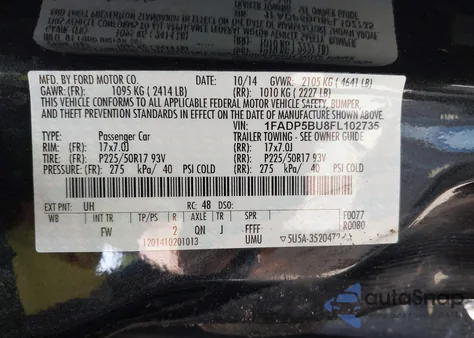 MFD. BY FORD MOTOR CO.
DATE: 10/14 GVWR: 2105 KG ( 4641 LB)
GAWR: (FR): 1095 KG ( 2414 LB) (RR): 1010 KG ( 2227 LB)
THIS VEHICLE CONFORMS TO ALL APPLICABLE FEDERAL MOTOR VEHICLE SAFETY, BUMPER, AND THEFT PREVENTION STANDARDS IN EFFECT ON THE DATE OF MANUFACTURE SHOWN ABOVE.
VIN: 1FADP5BU8FL102735
TYPE: Passenger Car TRAILER TOWING - SEE OWNER GUIDE
RIM: (FR): 17x7.0J (RR): 17x7.0J
TIRES: (FR): P225/50R17 93V (RR): P225/50R17 93V
PRESSURE: (FR): 275 kPa/ 40 PSI COLD (RR): 275 kPa/ 40 PSI COLD
EXT PNT: UH RC: 48 DSO:
WB INT TR TP/PS R AXLE TR SPR F0077
FW 2 QN J FFFF R0080
1201410201013 UMU
autoSnap